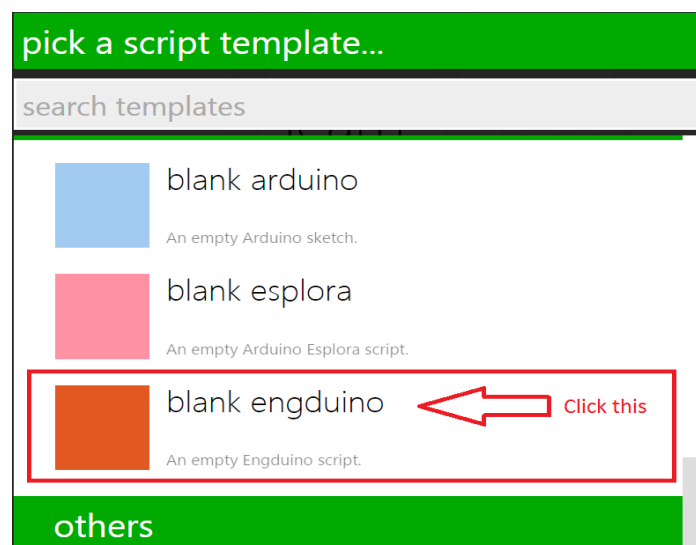 pick a script template...
search templates
blank arduino
An empty Arduino sketch.
blank esplora
An empty Arduino Esplora script.
blank engduino
Click this
An empty Engduino script.
others